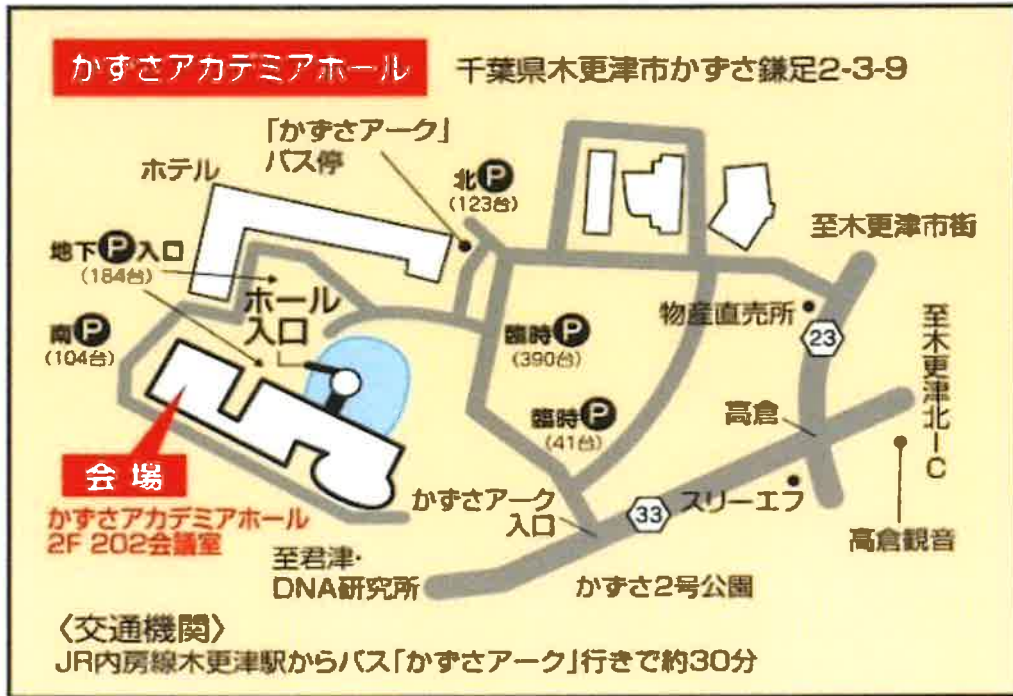 かずさアカデミアホール
千葉県木更津市かずさ鎌足2-3-9
「かずさアーク」
バス停
ホテル
北P
(123台)
至木更津市街
地下P入口
(184台)
ホール
入口
南P
(104台)
臨時P
(390台)
物産直売所
23
至木更津北IC
臨時P
(41台)
高倉
会場
かずさアカデミアホール
2F 202会議室
かずさアーク
入口
33
スリーエフ
高倉観音
至君津・
DNA研究所
かずさ2号公園
〈交通機関〉
JR内房線木更津駅からバス「かずさアーク」行きで約30分